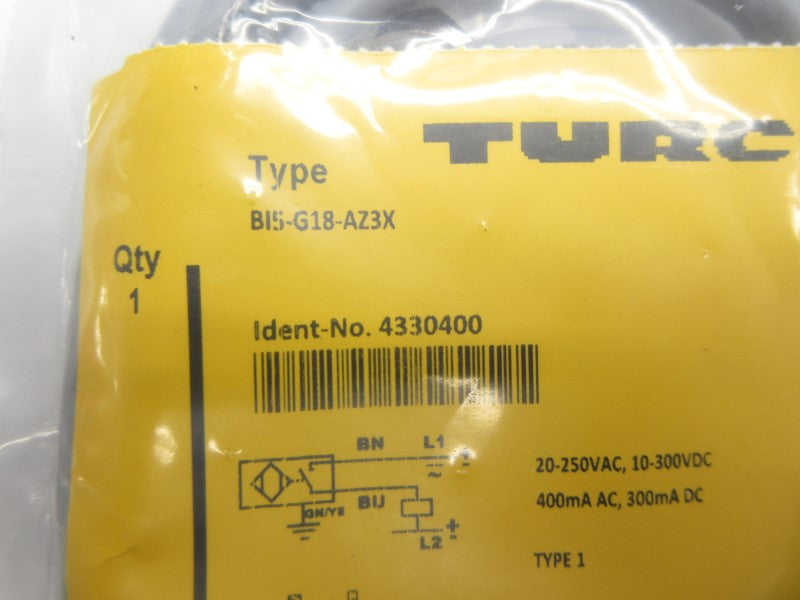 TURC
Type
BI5-G18-AZ3X
Qty
1
Ident-No. 4330400
BN L1
20-250VAC, 10-300VDC
GN/YE
BU
400mA AC, 300mA DC
L2
TYPE 1